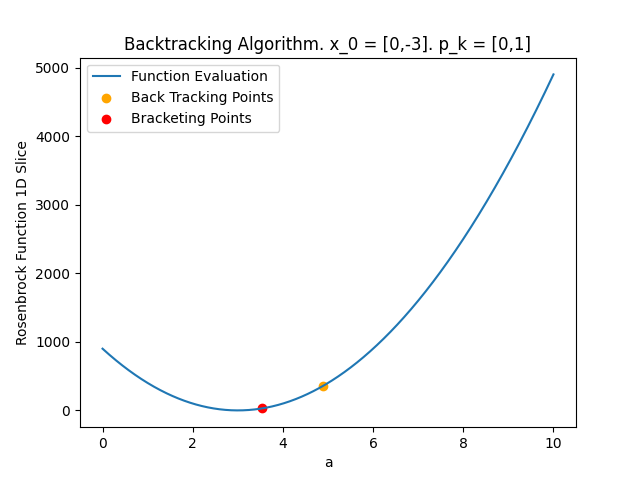 Backtracking Algorithm. x_0 = [0,-3]. p_k = [0,1]
Function Evaluation
Back Tracking Points
Bracketing Points
Rosenbrock Function 1D Slice
5000
4000
3000
2000
1000
0
0 2 4 6 8 10
a